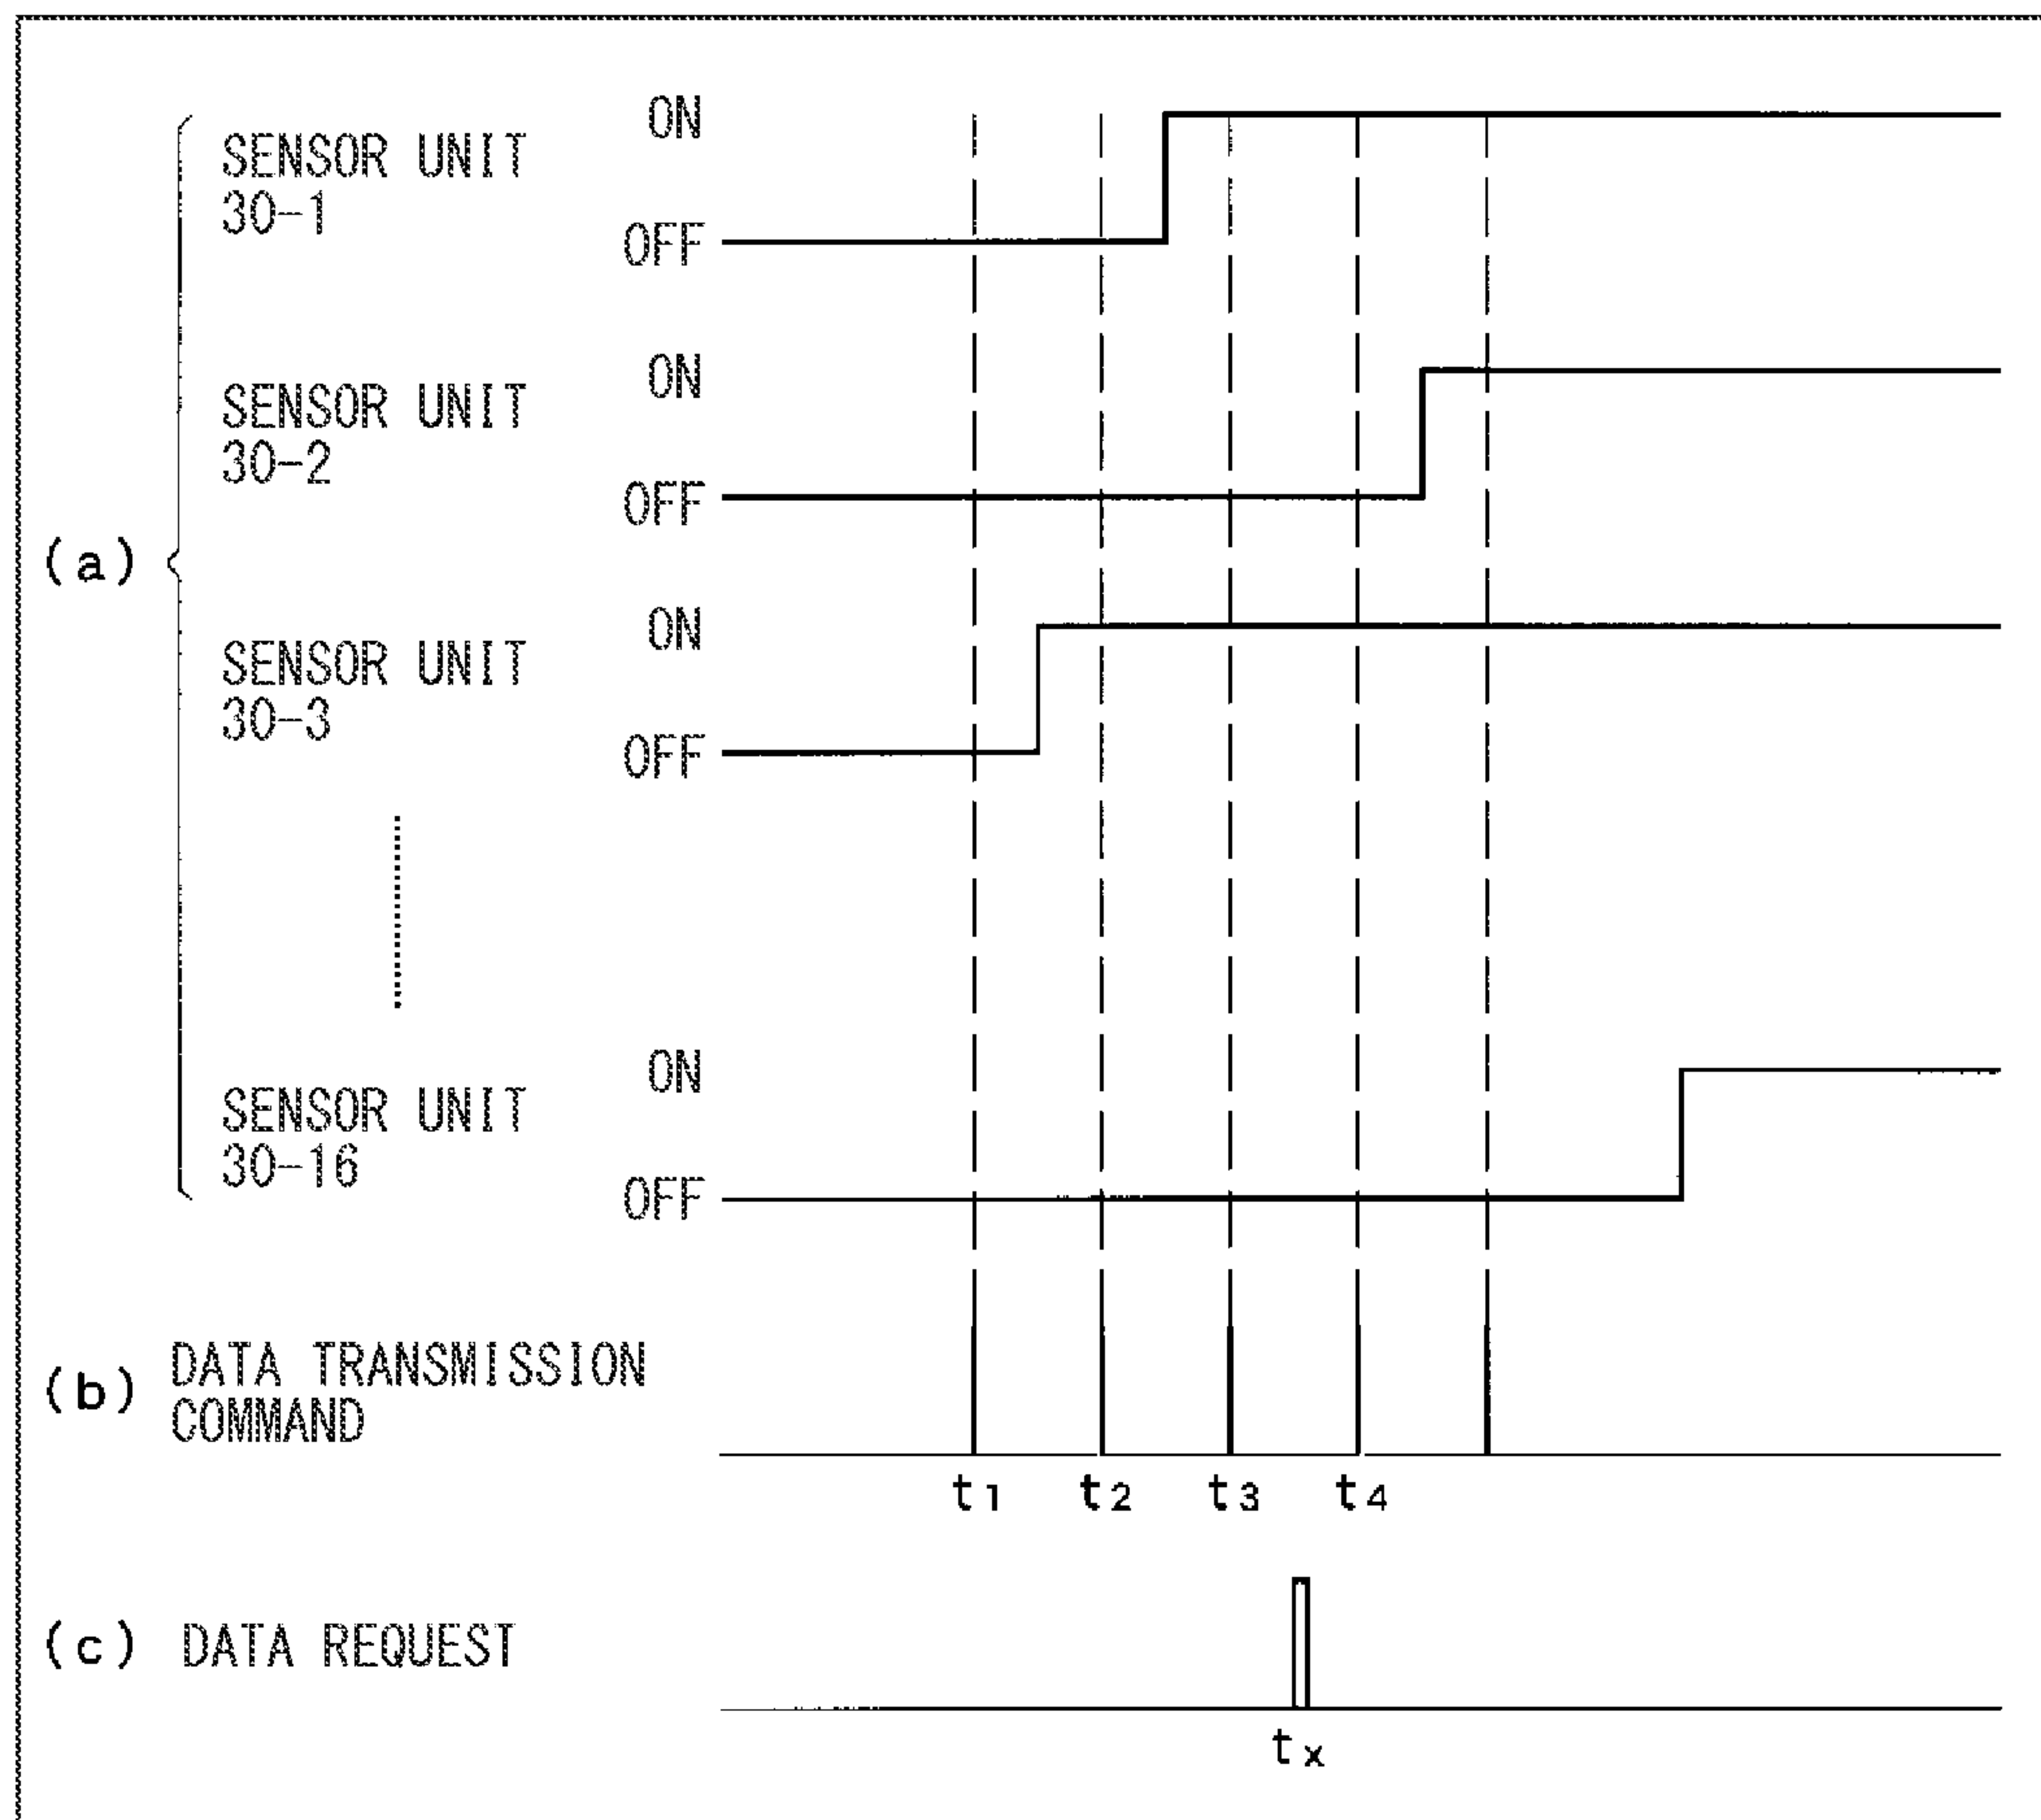 (a)
SENSOR UNIT
30-1
ON
OFF
SENSOR UNIT
30-2
ON
OFF
SENSOR UNIT
30-3
ON
OFF
SENSOR UNIT
30-16
ON
OFF
(b) DATA TRANSMISSION
COMMAND
t1 t2 t3 t4
(c) DATA REQUEST
tx